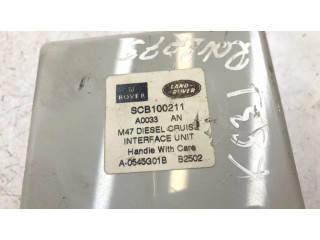 ROVER
LAND-
ROVER
SCB100211
A0033 AN
M47 DIESEL CRUISE
INTERFACE UNIT
Handle With Care
A-0545G01B B2502